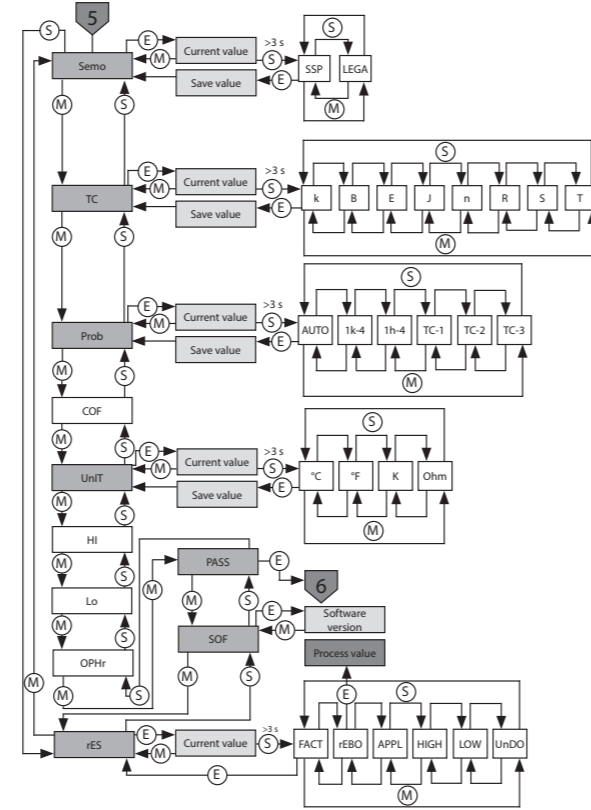 5
S
E
Semo
M
Current value
Save value
>3 s
S
E
SSP
LEGA
S
M
M
S
TC
E
M
Current value
Save value
>3 s
S
E
k
B
E
J
n
R
S
T
S
M
M
S
Prob
E
M
Current value
Save value
>3 s
S
E
AUTO
1k-4
1h-4
TC-1
TC-2
TC-3
S
M
M
S
COF
M
S
UnIT
E
M
Current value
Save value
>3 s
S
E
°C
°F
K
Ohm
S
M
M
S
HI
M
S
Lo
M
S
OPHr
M
S
M
PASS
E
6
M
S
SOF
E
M
Software
version
Process value
M
S
M
rES
E
M
Current value
>3 s
S
E
E
FACT
rEBO
APPL
HIGH
LOW
UnDO
S
M